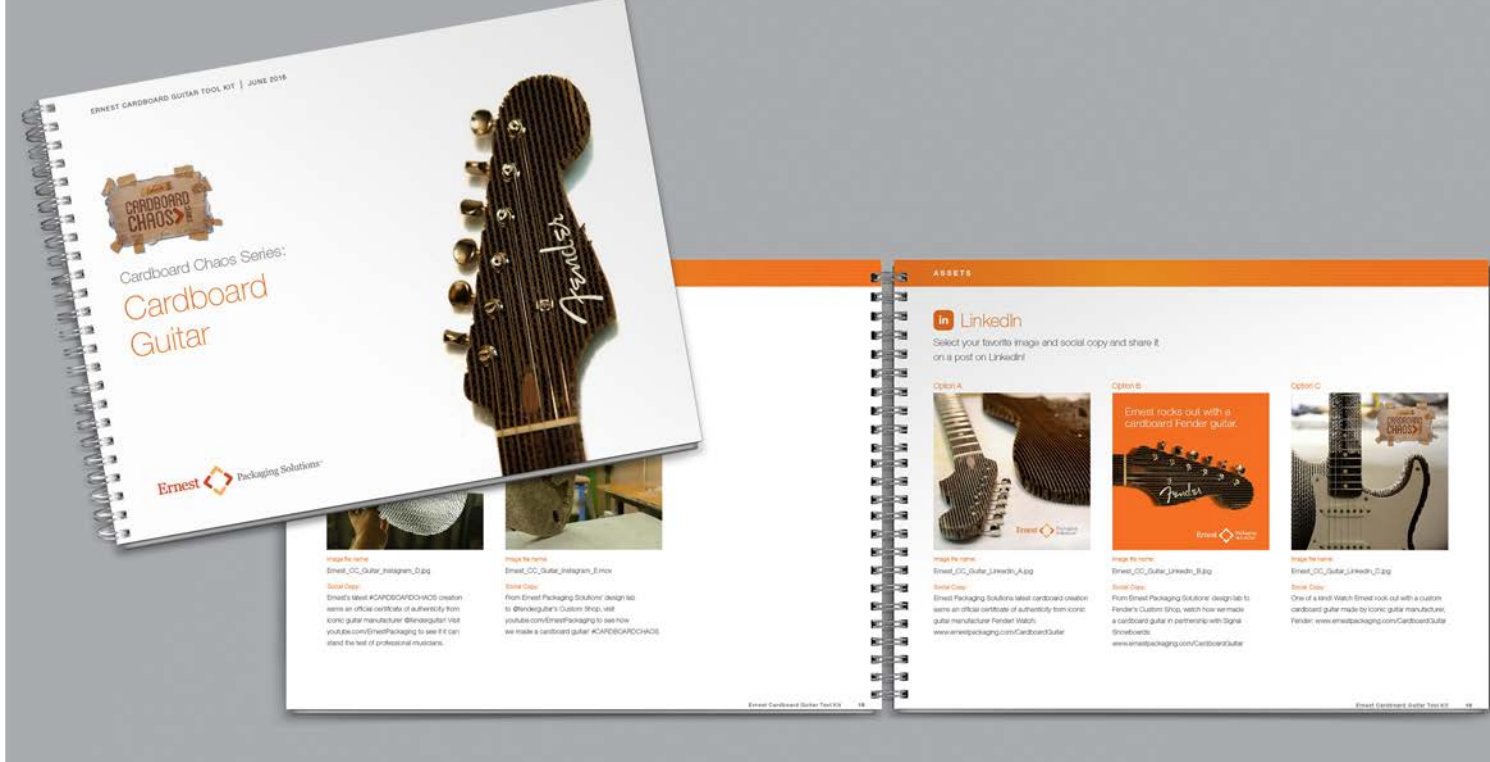 ERNEST CARDBOARD GUITAR TOOL KIT | JUNE 2016
CARDBOARD
CHAOS
Cardboard Chaos Series:
Cardboard
Guitar
Fender
Ernest Packaging Solutions
Image file name:
Ernest_CC_Guitar_Instagram_D.jpg
Social Copy:
Ernest's latest #CARDBOARDCHAOS creation
earns an official certificate of authenticity from
iconic guitar manufacturer @fenderguitar! Visit
youtube.com/ErnestPackaging to see if it can
stand the test of professional musicians.
Image file name:
Ernest_CC_Guitar_Instagram_E.mov
Social Copy:
From Ernest Packaging Solutions' design lab
to @fenderguitar's Custom Shop, visit
youtube.com/ErnestPackaging to see how
we made a cardboard guitar! #CARDBOARDCHAOS
Ernest Cardboard Guitar Tool Kit
ASSETS
in LinkedIn
Select your favorite image and social copy and share it
on a post on LinkedIn!
Option A
Ernest Packaging Solutions
Image file name:
Ernest_CC_Guitar_LinkedIn_A.jpg
Social Copy:
Ernest Packaging Solutions latest cardboard creation
earns an official certificate of authenticity from iconic
guitar manufacturer Fender! Watch:
www.ernestpackaging.com/CardboardGuitar
Option B
Ernest rocks out with a
cardboard Fender guitar.
Fender
Ernest Packaging Solutions
Image file name:
Ernest_CC_Guitar_LinkedIn_B.jpg
Social Copy:
From Ernest Packaging Solutions' design lab to
Fender's Custom Shop, watch how we made
a cardboard guitar in partnership with Signal
Snowboards
www.ernestpackaging.com/CardboardGuitar
Option C
CARDBOARD
CHAOS
Image file name:
Ernest_CC_Guitar_LinkedIn_C.jpg
Social Copy:
One of a kind! Watch Ernest rock out with a custom
cardboard guitar made by iconic guitar manufacturer,
Fender: www.ernestpackaging.com/CardboardGuitar
Ernest Cardboard Guitar Tool Kit